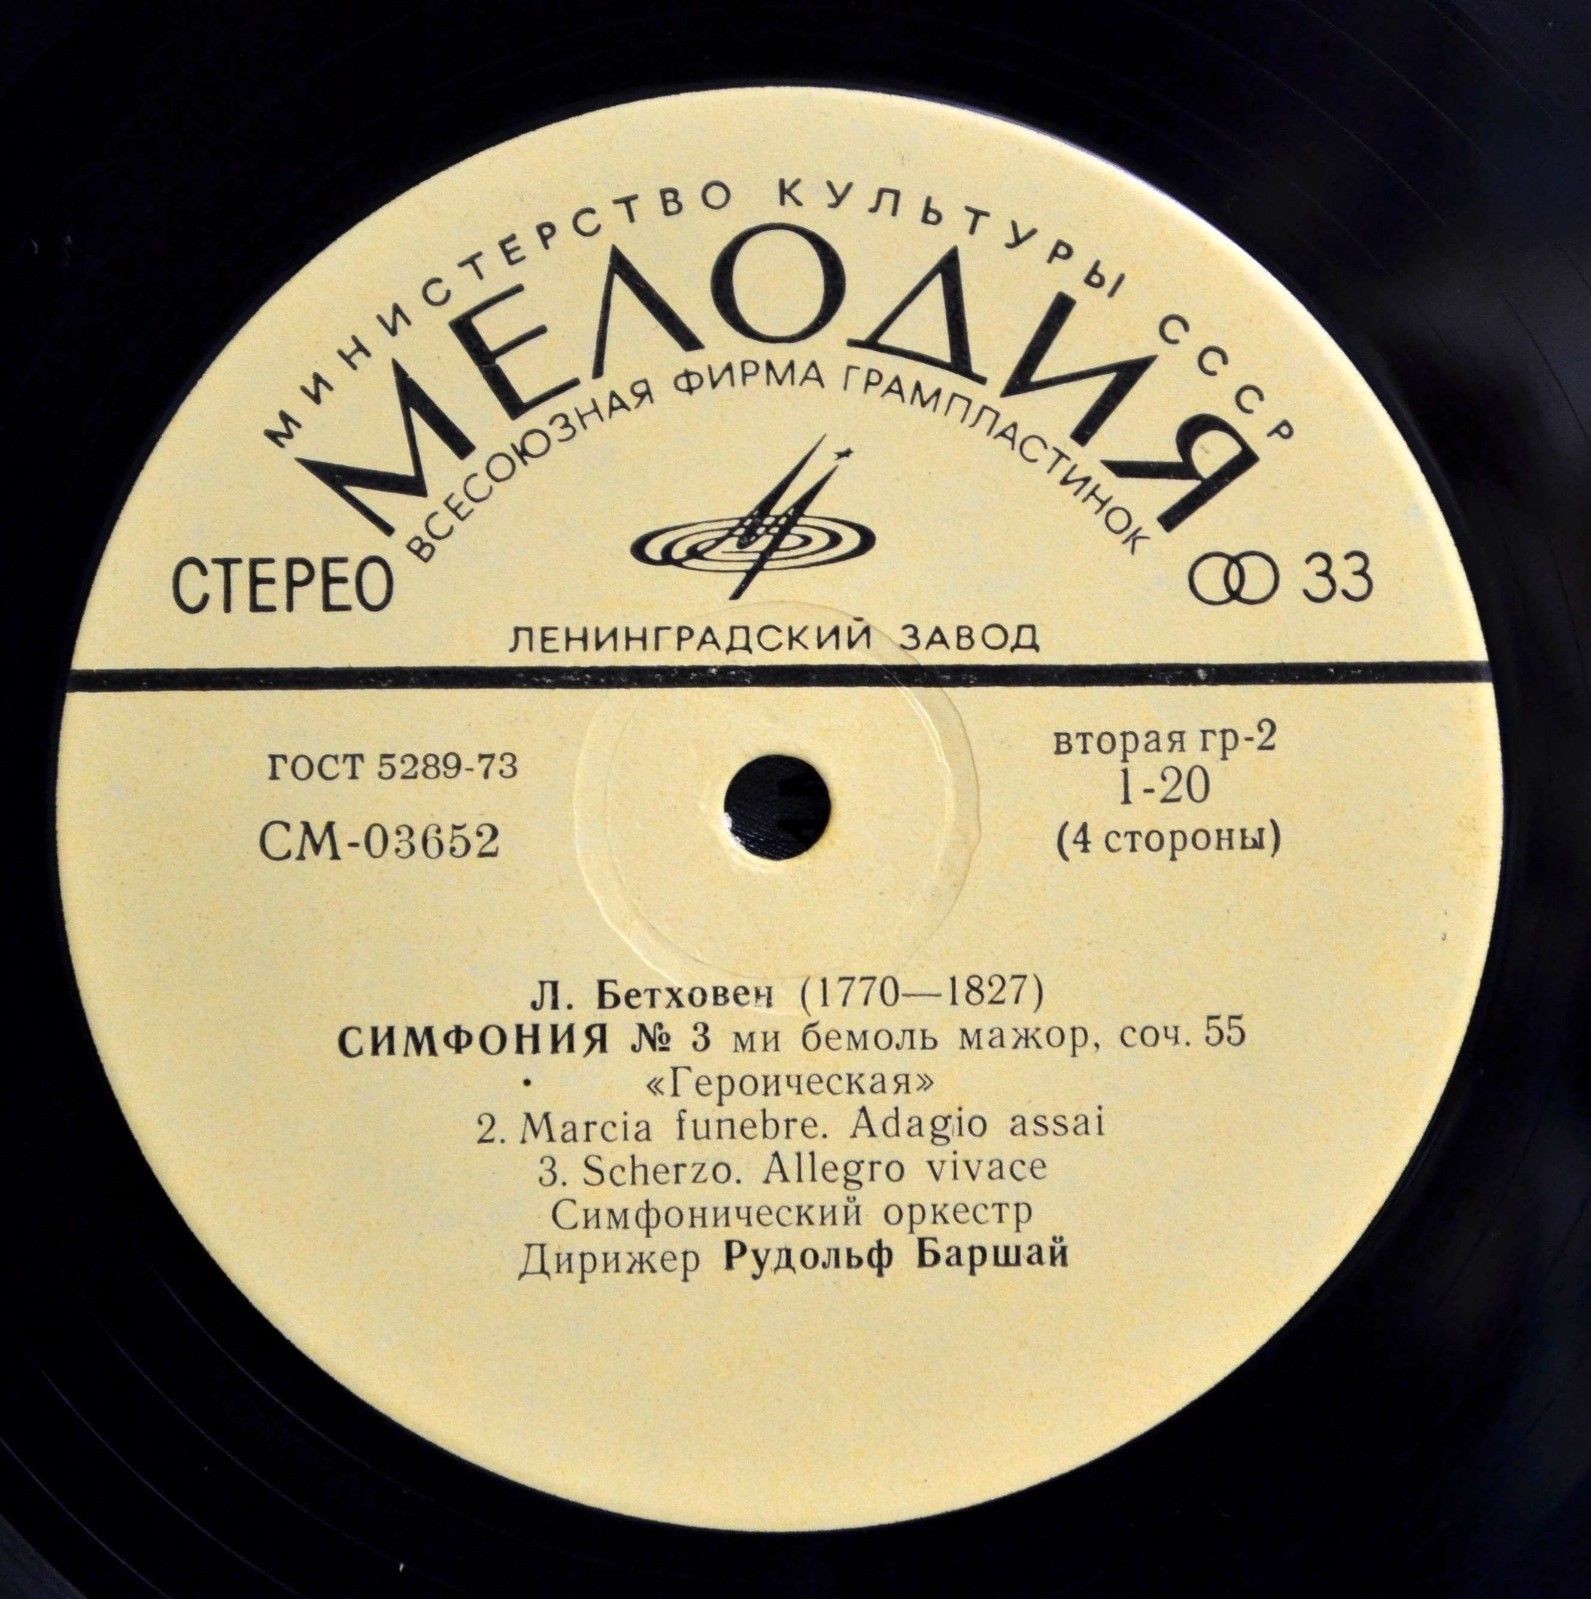 МИНИСТЕРСТВО КУЛЬТУРЫ СССР
МЕЛОДИЯ
ВСЕСОЮЗНАЯ ФИРМА ГРАМПЛАСТИНОК
СТЕРЕО
33
ЛЕНИНГРАДСКИЙ ЗАВОД
ГОСТ 5289-73
СМ-03652
вторая гр-2
1-20
(4 стороны)
Л. Бетховен (1770—1827)
СИМФОНИЯ № 3 ми бемоль мажор, соч. 55
«Героическая»
2. Marcia funebre. Adagio assai
3. Scherzo. Allegro vivace
Симфонический оркестр
Дирижер Рудольф Баршай